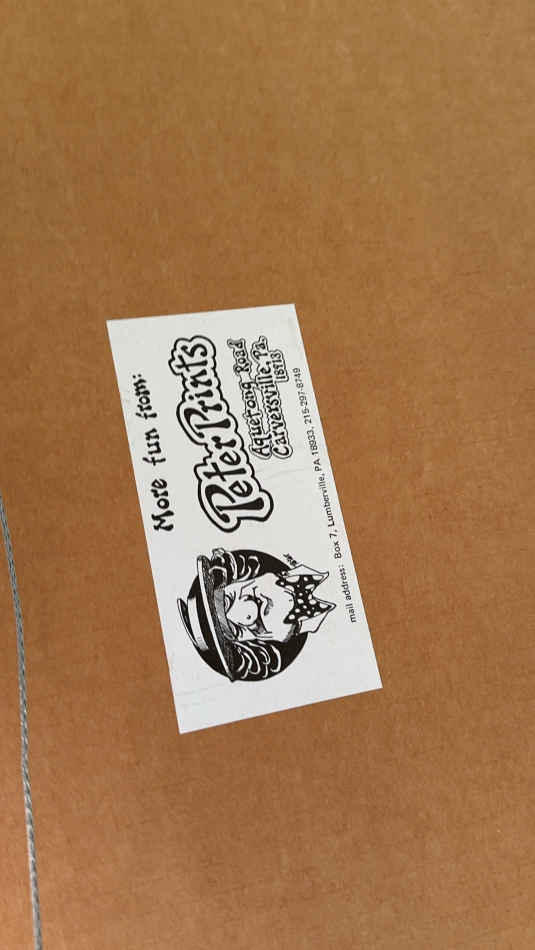 More fun from:
Peter Prints
Aquetong Road
Carversville, Pa.
18913
mail address: Box 7, Lumberville, PA 18933, 215-297-8749